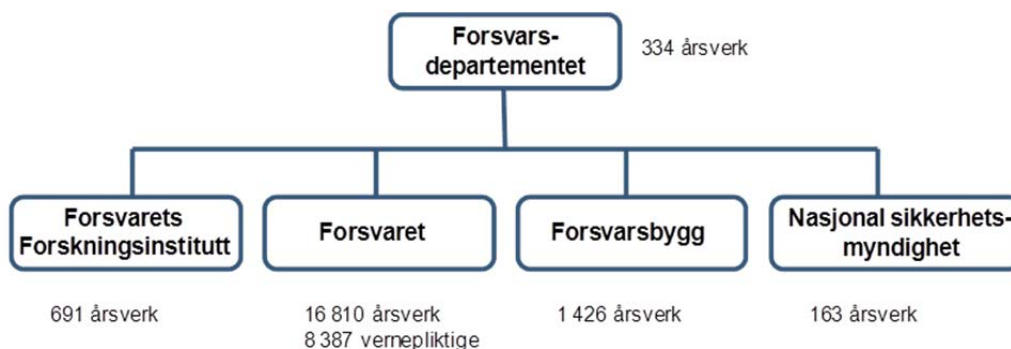 Forsvars-
departementet
334 årsverk
Forsvarets
Forskningsinstitutt
Forsvaret
Forsvarsbygg
Nasjonal sikkerhets-
myndighet
691 årsverk
16 810 årsverk
8 387 vernepliktige
1 426 årsverk
163 årsverk